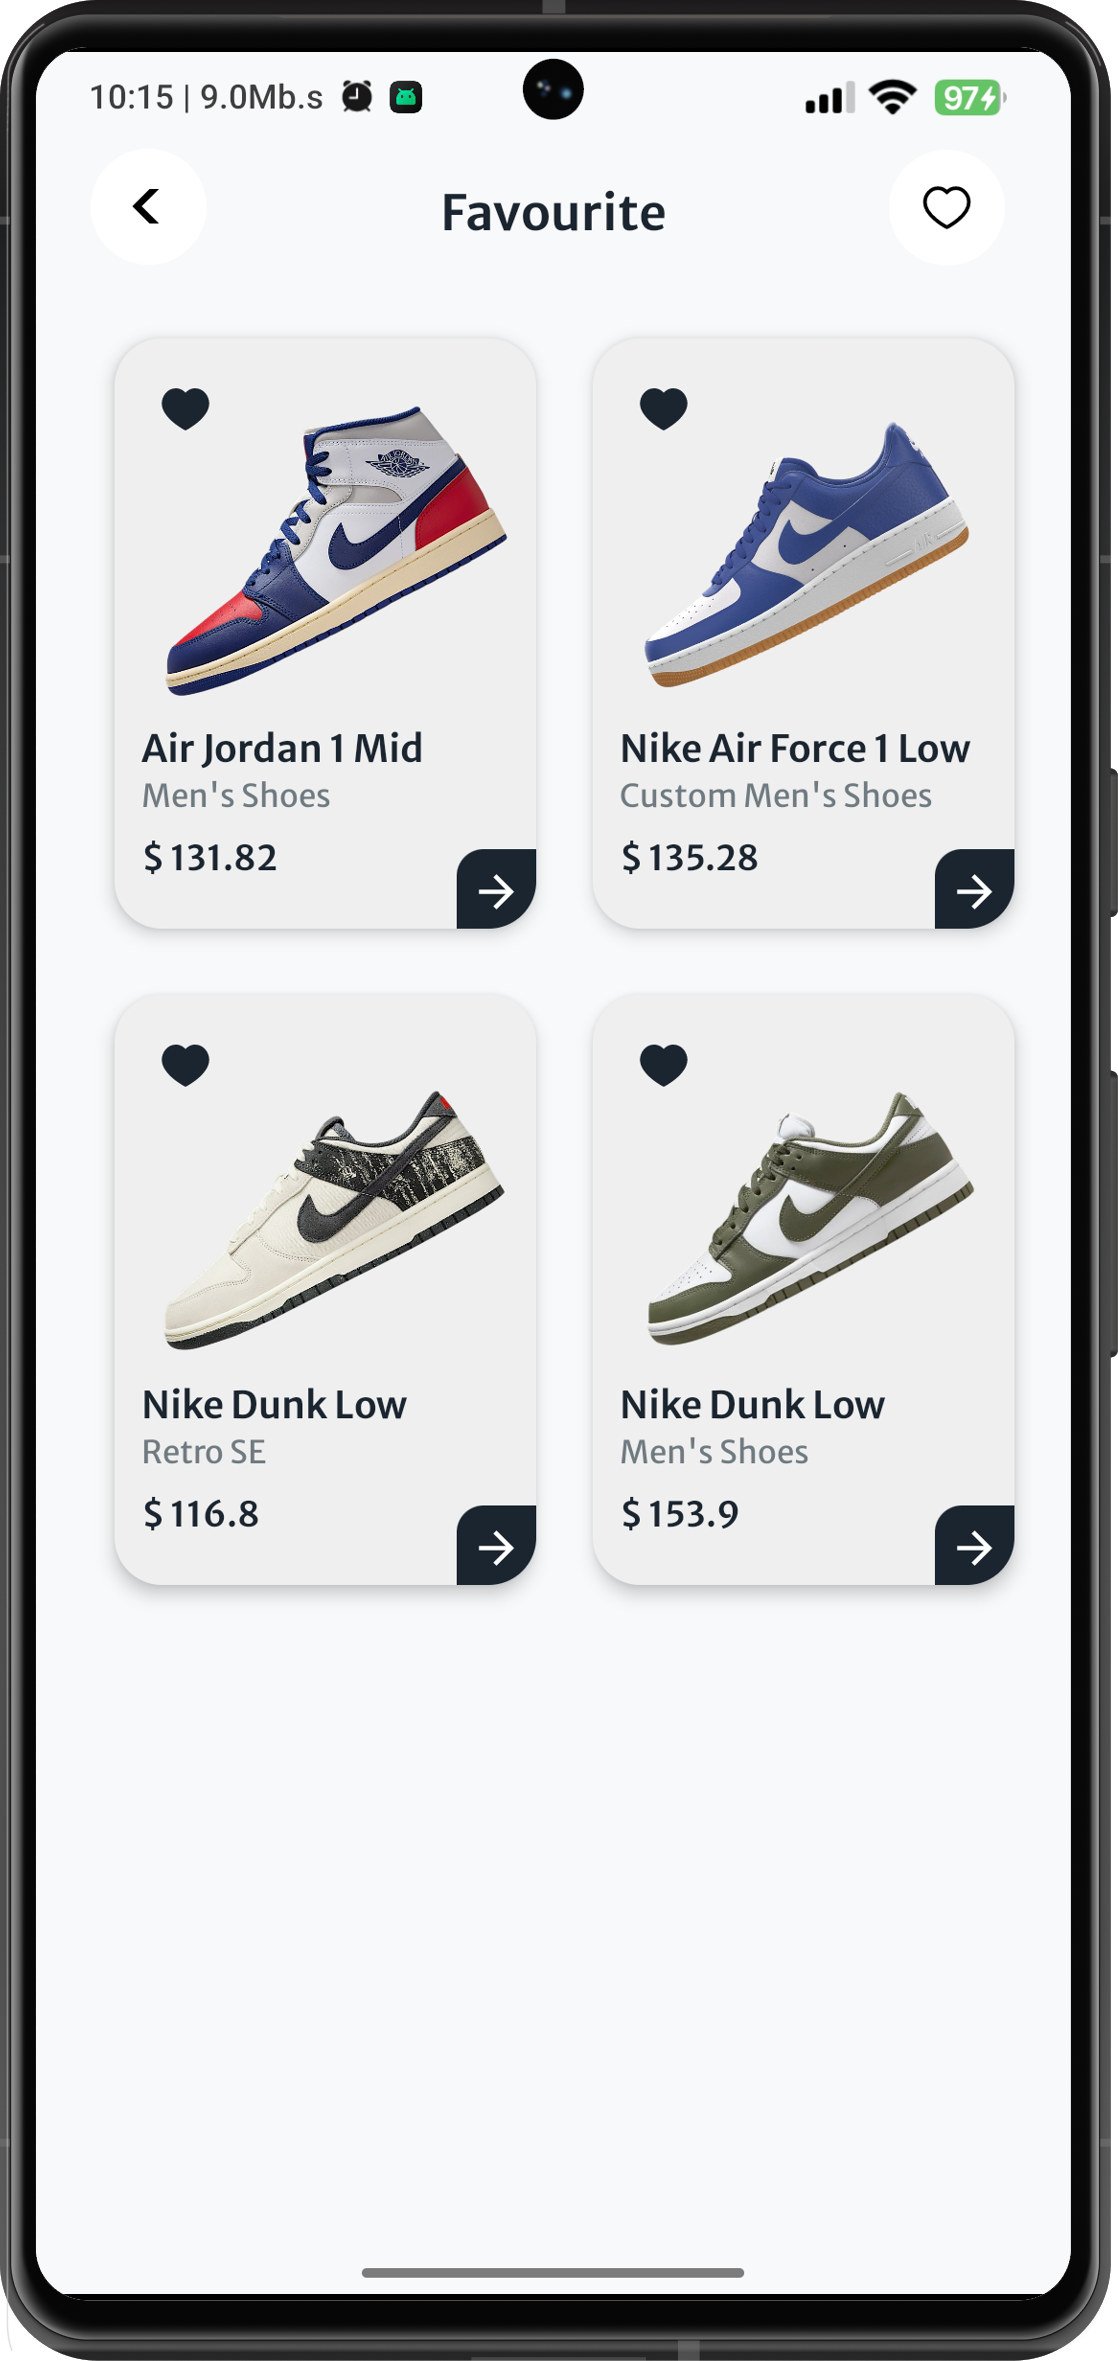 10:15 | 9.0Mb.s
97
Favourite
Air Jordan 1 Mid
Men's Shoes
$ 131.82
Nike Air Force 1 Low
Custom Men's Shoes
$ 135.28
Nike Dunk Low
Retro SE
$ 116.8
Nike Dunk Low
Men's Shoes
$ 153.9